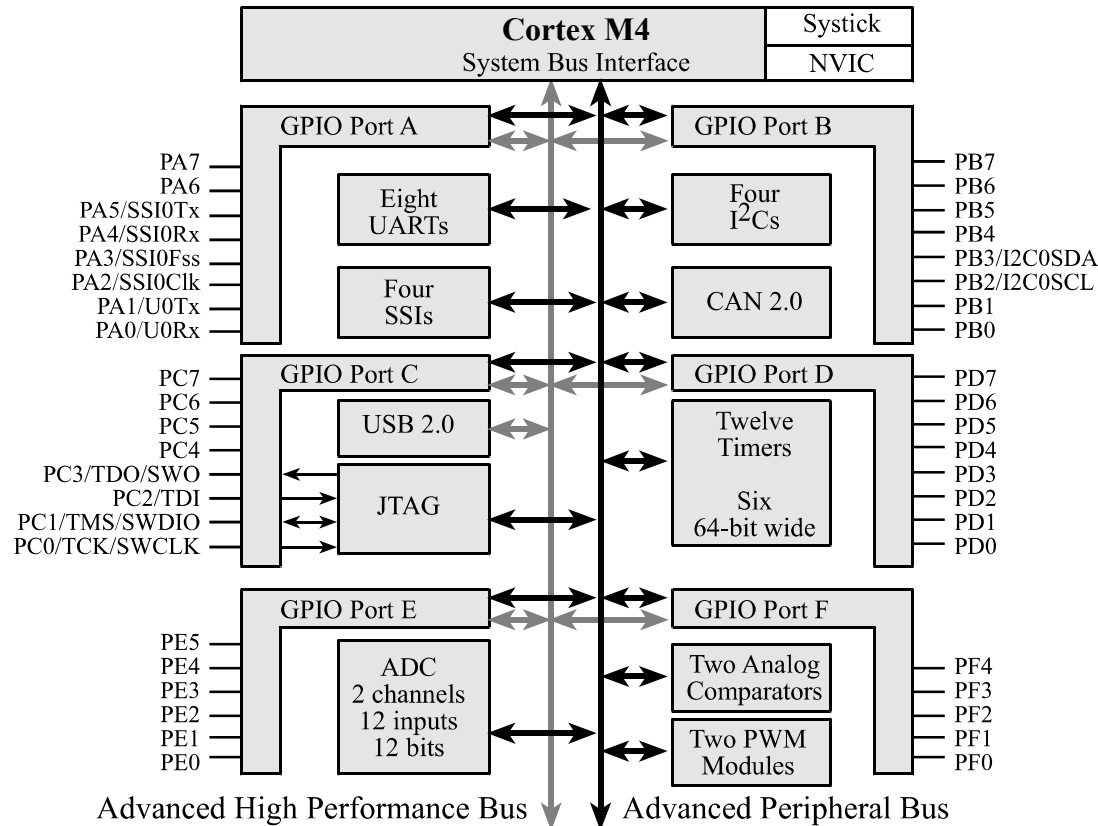 Cortex M4
System Bus Interface
Systick
NVIC
GPIO Port A
GPIO Port B
PA7
PA6
PA5/SSI0Tx
PA4/SSI0Rx
PA3/SSI0Fss
PA2/SSI0Clk
PA1/U0Tx
PA0/U0Rx
Eight
UARTs
Four
SSIs
Four
I2Cs
CAN 2.0
PB7
PB6
PB5
PB4
PB3/I2C0SDA
PB2/I2C0SCL
PB1
PB0
GPIO Port C
GPIO Port D
PC7
PC6
PC5
PC4
PC3/TDO/SWO
PC2/TDI
PC1/TMS/SWDIO
PC0/TCK/SWCLK
USB 2.0
JTAG
Twelve
Timers
Six
64-bit wide
PD7
PD6
PD5
PD4
PD3
PD2
PD1
PD0
GPIO Port E
GPIO Port F
PE5
PE4
PE3
PE2
PE1
PE0
ADC
2 channels
12 inputs
12 bits
Two Analog
Comparators
Two PWM
Modules
PF4
PF3
PF2
PF1
PF0
Advanced High Performance Bus
Advanced Peripheral Bus